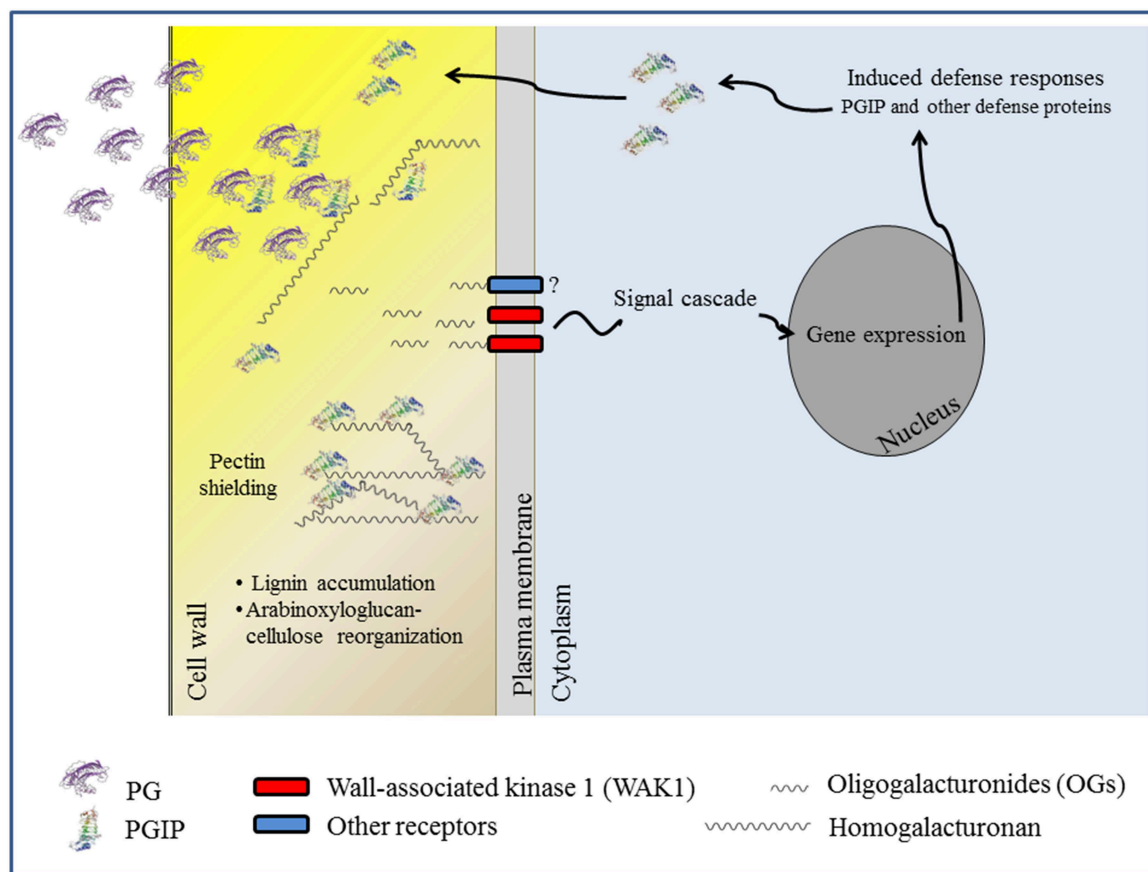 Induced defense responses
PGIP and other defense proteins
?
Signal cascade
Gene expression
Nucleus
Pectin
shielding
• Lignin accumulation
• Arabinoxyloglucan-
cellulose reorganization
Cell wall
Plasma membrane
Cytoplasm
PG
PGIP
Wall-associated kinase 1 (WAK1)
Other receptors
Oligogalacturonides (OGs)
Homogalacturonan